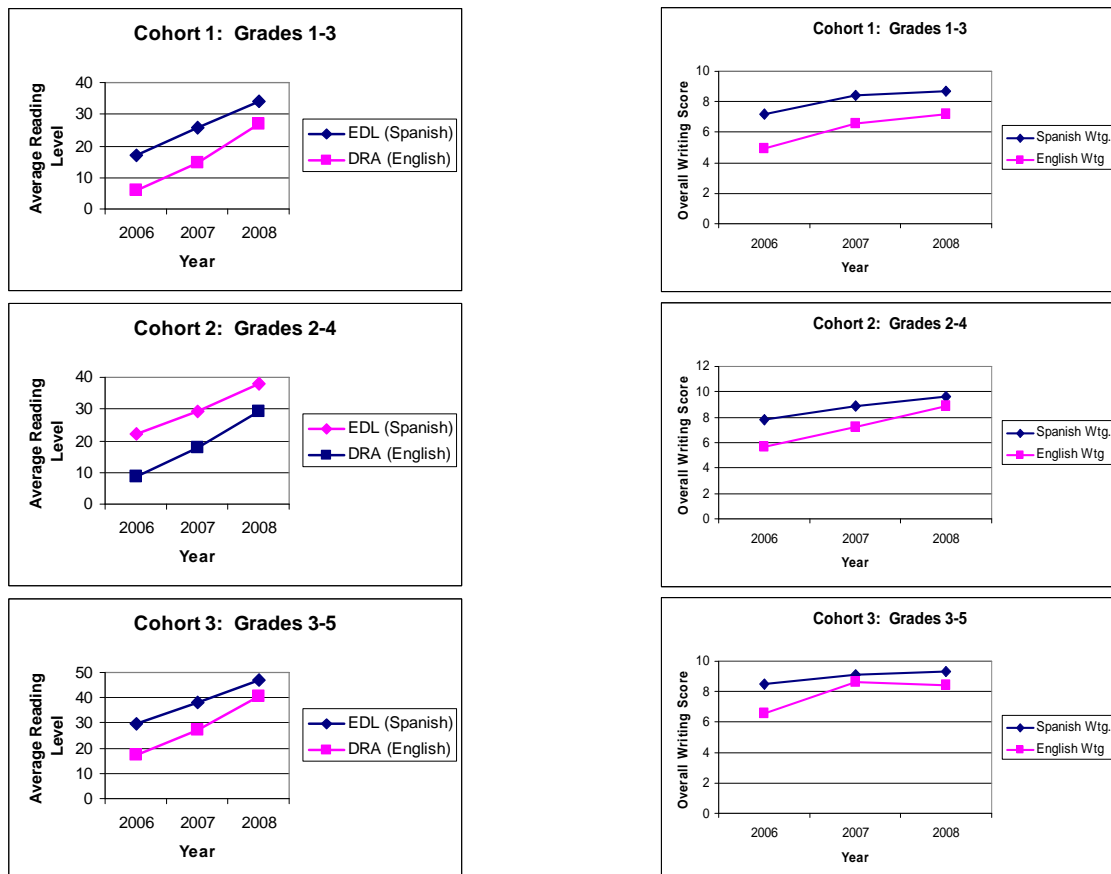 Cohort 1: Grades 1-3
40
30
20
10
0
Average Reading
Level
2006 2007 2008
Year
EDL (Spanish)
DRA (English)
Cohort 1: Grades 1-3
10
8
6
4
2
0
Overall Writing Score
2006 2007 2008
Year
Spanish Wtg.
English Wtg
Cohort 2: Grades 2-4
40
30
20
10
0
Average Reading
Level
2006 2007 2008
Year
EDL (Spanish)
DRA (English)
Cohort 2: Grades 2-4
12
10
8
6
4
2
0
Overall Writing Score
2006 2007 2008
Year
Spanish Wtg.
English Wtg
Cohort 3: Grades 3-5
50
40
30
20
10
0
Average Reading
Level
2006 2007 2008
Year
EDL (Spanish)
DRA (English)
Cohort 3: Grades 3-5
10
8
6
4
2
0
Overall Writing Score
2006 2007 2008
Year
Spanish Wtg.
English Wtg